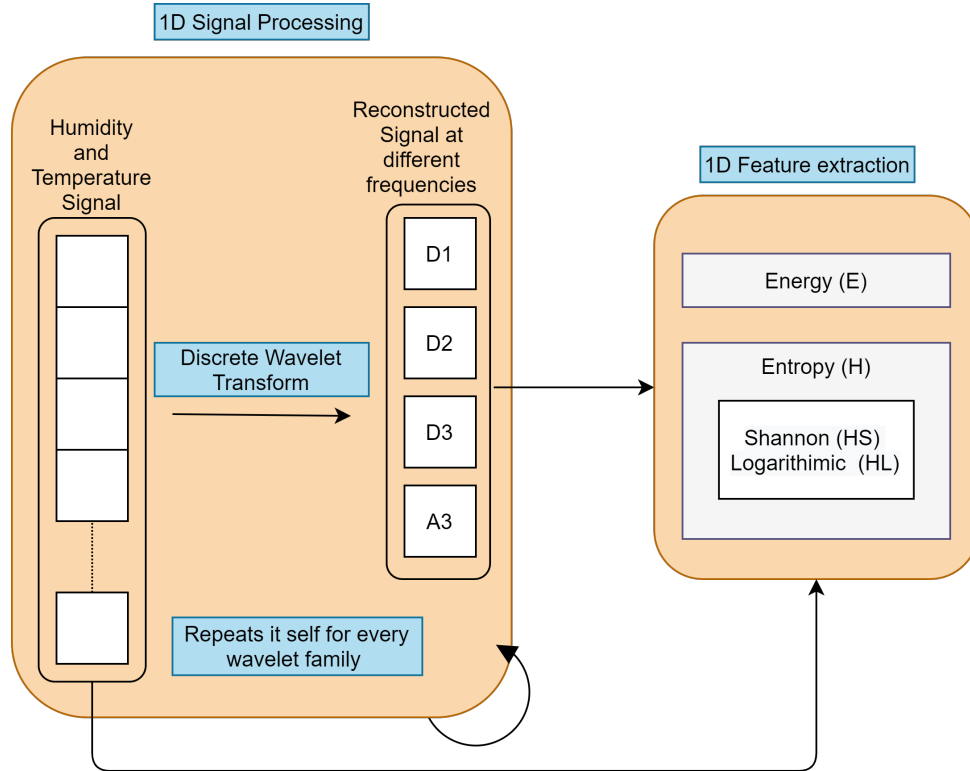 1D Signal Processing
Humidity
and
Temperature
Signal
Reconstructed
Signal at
different
frequencies
D1
D2
D3
A3
Discrete Wavelet
Transform
Repeats it self for every
wavelet family
1D Feature extraction
Energy (E)
Entropy (H)
Shannon (HS)
Logarithimic (HL)